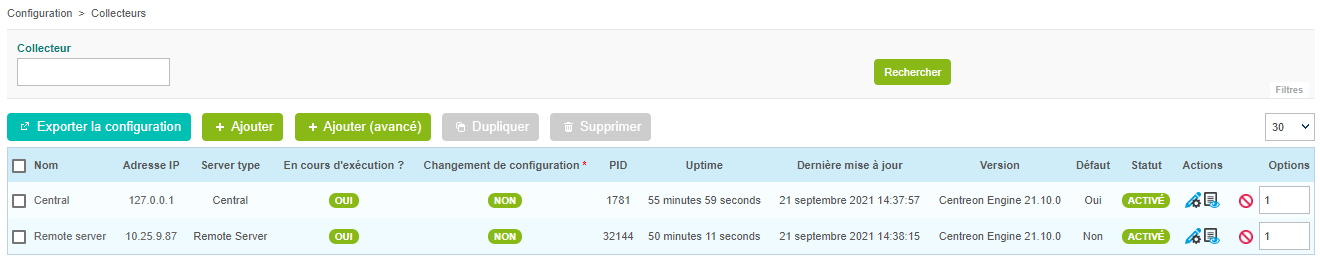 Configuration > Collecteurs
Collecteur
Rechercher
Filtres
Exporter la configuration + Ajouter + Ajouter (avancé) Dupliquer Supprimer 30
Nom Adresse IP Server type En cours d'exécution ? Changement de configuration * PID Uptime Dernière mise à jour Version Défaut Statut Actions Options
Central 127.0.0.1 Central OUI NON 1781 55 minutes 59 seconds 21 septembre 2021 14:37:57 Centreon Engine 21.10.0 Oui ACTIVÉ 1
Remote server 10.25.9.87 Remote Server OUI NON 32144 50 minutes 11 seconds 21 septembre 2021 14:38:15 Centreon Engine 21.10.0 Non ACTIVÉ 1